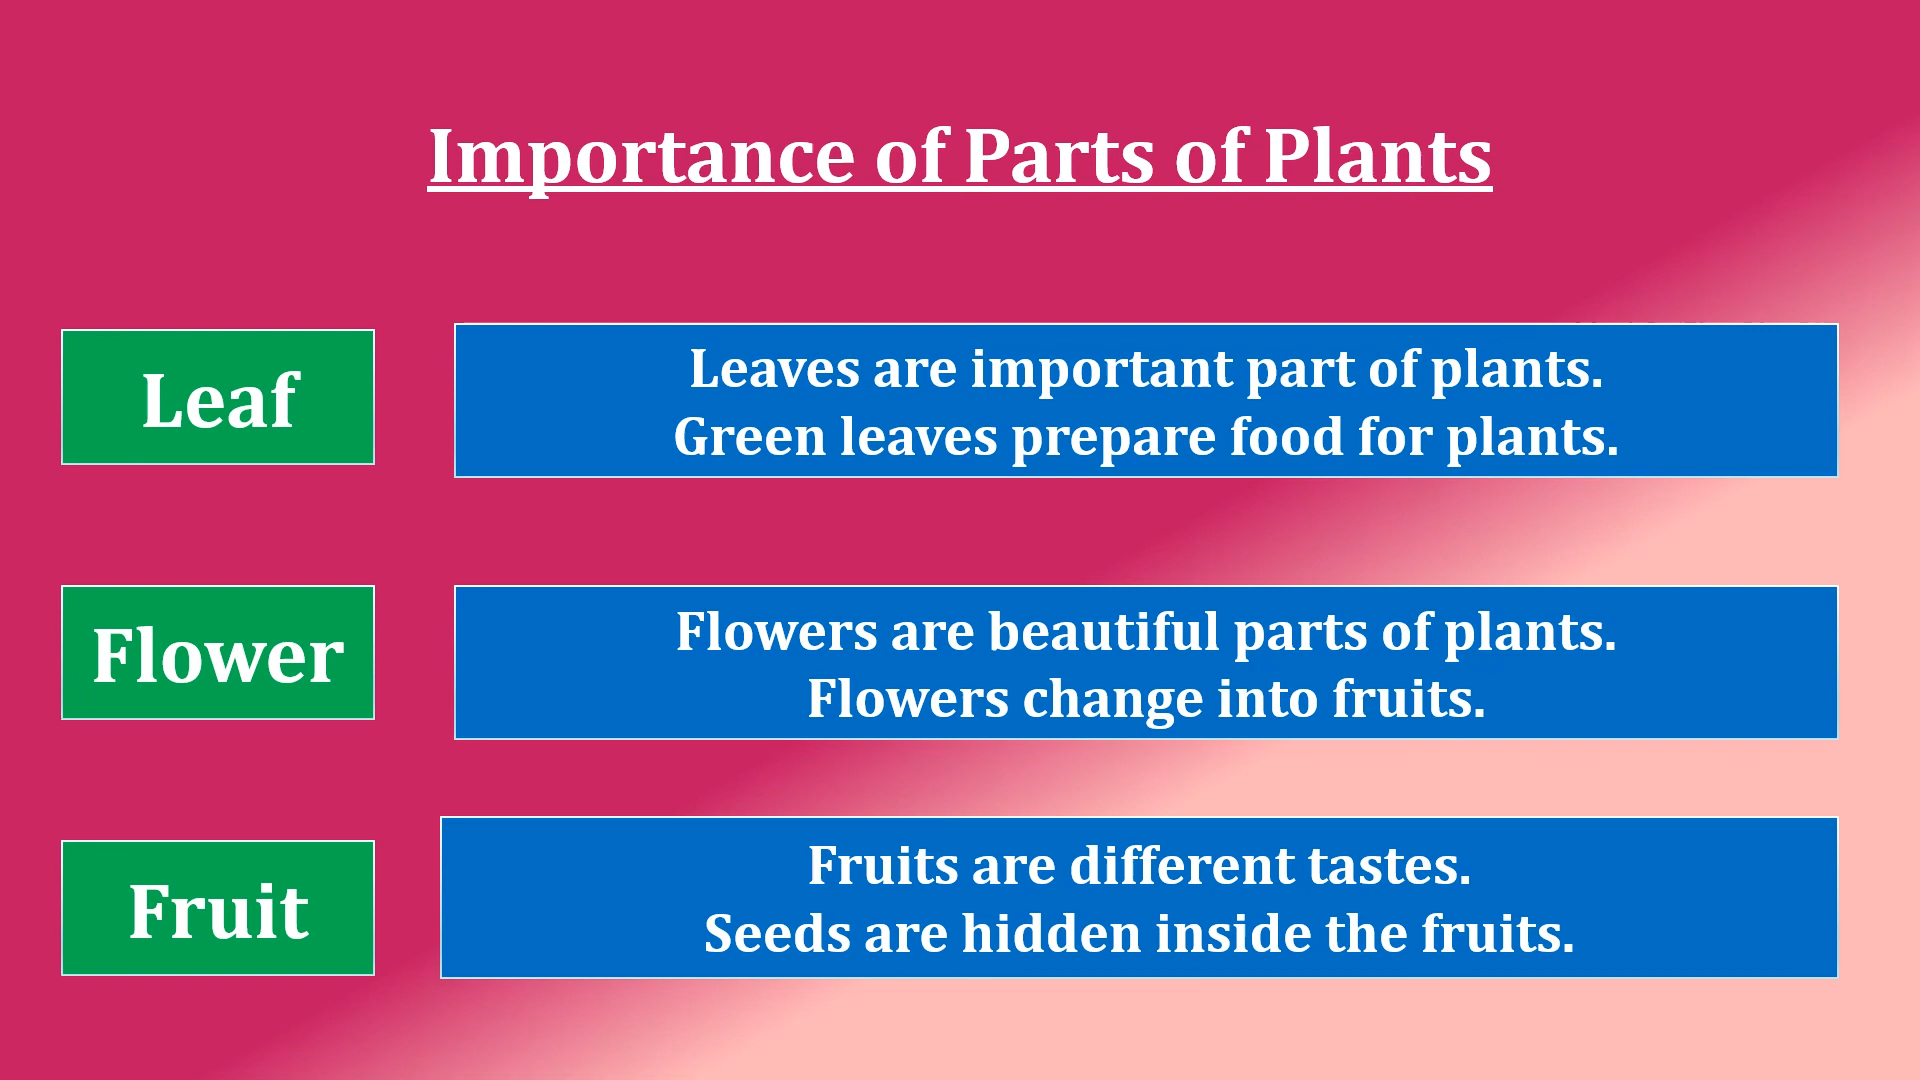 Importance of Parts of Plants
Leaf
Leaves are important part of plants.
Green leaves prepare food for plants.
Flower
Flowers are beautiful parts of plants.
Flowers change into fruits.
Fruit
Fruits are different tastes.
Seeds are hidden inside the fruits.